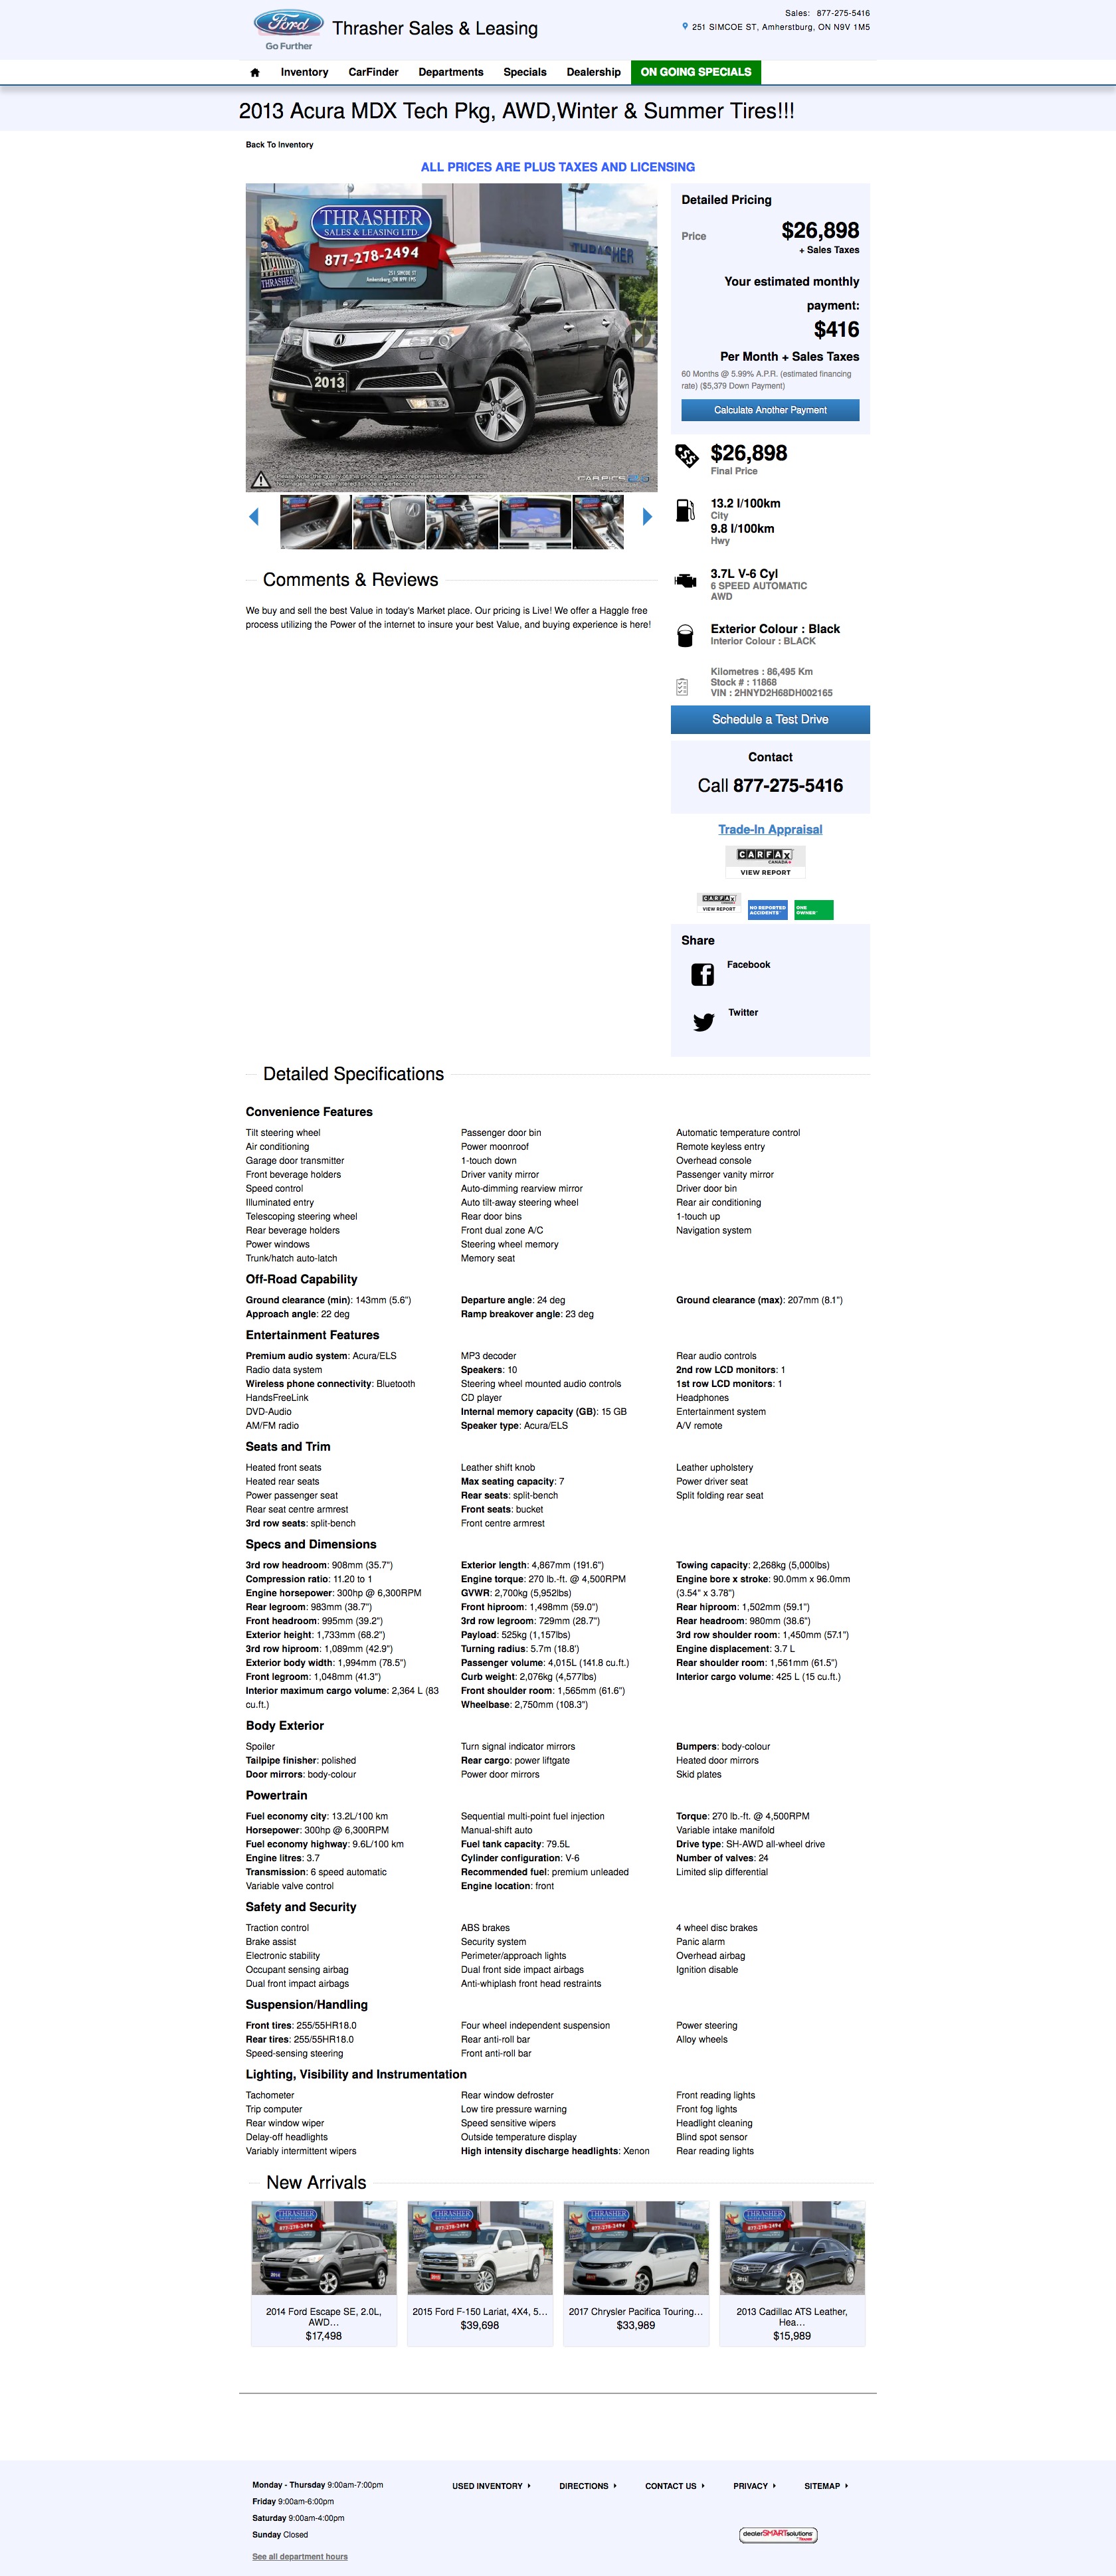 Ford
Go Further
Thrasher Sales & Leasing
Sales: 877-275-5416
251 SIMCOE ST, Amherstburg, ON N9V 1M5
Inventory CarFinder Departments Specials Dealership ON GOING SPECIALS
2013 Acura MDX Tech Pkg, AWD,Winter & Summer Tires!!!
Back To Inventory
ALL PRICES ARE PLUS TAXES AND LICENSING
THRASHER
SALES & LEASING LTD.
877-278-2494
251 SIMCOE ST
Amherstburg, ON N9V 1Y5
THRASHER
THRASHER
2013
CARPICS
Detailed Pricing
Price $26,898
+ Sales Taxes
Your estimated monthly
payment:
$416
Per Month + Sales Taxes
60 Months @ 5.99% A.P.R. (estimated financing
rate) ($5,379 Down Payment)
Calculate Another Payment
$26,898
Final Price
13.2 l/100km
City
9.8 l/100km
Hwy
3.7L V-6 Cyl
6 SPEED AUTOMATIC
AWD
Exterior Colour : Black
Interior Colour : BLACK
Kilometres : 86,495 Km
Stock # : 11868
VIN : 2HNYD2H68DH002165
Schedule a Test Drive
Contact
Call 877-275-5416
Trade-In Appraisal
CARFAX
CANADA
VIEW REPORT
CARFAX
VIEW REPORT
NO REPORTED
ACCIDENTS
ONE
OWNER
Share
Facebook
Twitter
Comments & Reviews
We buy and sell the best Value in today's Market place. Our pricing is Live! We offer a Haggle free
process utilizing the Power of the internet to insure your best Value, and buying experience is here!
Detailed Specifications
Convenience Features
Tilt steering wheel Passenger door bin Automatic temperature control
Air conditioning Power moonroof Remote keyless entry
Garage door transmitter 1-touch down Overhead console
Front beverage holders Driver vanity mirror Passenger vanity mirror
Speed control Auto-dimming rearview mirror Driver door bin
Illuminated entry Auto tilt-away steering wheel Rear air conditioning
Telescoping steering wheel Rear door bins 1-touch up
Rear beverage holders Front dual zone A/C Navigation system
Power windows Steering wheel memory
Trunk/hatch auto-latch Memory seat
Off-Road Capability
Ground clearance (min): 143mm (5.6") Departure angle: 24 deg Ground clearance (max): 207mm (8.1")
Approach angle: 22 deg Ramp breakover angle: 23 deg
Entertainment Features
Premium audio system: Acura/ELS MP3 decoder Rear audio controls
Radio data system Speakers: 10 2nd row LCD monitors: 1
Wireless phone connectivity: Bluetooth Steering wheel mounted audio controls 1st row LCD monitors: 1
HandsFreeLink CD player Headphones
DVD-Audio Internal memory capacity (GB): 15 GB Entertainment system
AM/FM radio Speaker type: Acura/ELS A/V remote
Seats and Trim
Heated front seats Leather shift knob Leather upholstery
Heated rear seats Max seating capacity: 7 Power driver seat
Power passenger seat Rear seats: split-bench Split folding rear seat
Rear seat centre armrest Front seats: bucket
3rd row seats: split-bench Front centre armrest
Specs and Dimensions
3rd row headroom: 908mm (35.7") Exterior length: 4,867mm (191.6") Towing capacity: 2,268kg (5,000lbs)
Compression ratio: 11.20 to 1 Engine torque: 270 lb.-ft. @ 4,500RPM Engine bore x stroke: 90.0mm x 96.0mm
Engine horsepower: 300hp @ 6,300RPM GVWR: 2,700kg (5,952lbs) (3.54" x 3.78")
Rear legroom: 983mm (38.7") Front hiproom: 1,498mm (59.0") Rear hiproom: 1,502mm (59.1")
Front headroom: 995mm (39.2") 3rd row legroom: 729mm (28.7") Rear headroom: 980mm (38.6")
Exterior height: 1,733mm (68.2") Payload: 525kg (1,157lbs) 3rd row shoulder room: 1,450mm (57.1")
3rd row hiproom: 1,089mm (42.9") Turning radius: 5.7m (18.8') Engine displacement: 3.7 L
Exterior body width: 1,994mm (78.5") Passenger volume: 4,015L (141.8 cu.ft.) Rear shoulder room: 1,561mm (61.5")
Front legroom: 1,048mm (41.3") Curb weight: 2,076kg (4,577lbs) Interior cargo volume: 425 L (15 cu.ft.)
Interior maximum cargo volume: 2,364 L (83 Front shoulder room: 1,565mm (61.6")
cu.ft.) Wheelbase: 2,750mm (108.3")
Body Exterior
Spoiler Turn signal indicator mirrors Bumpers: body-colour
Tailpipe finisher: polished Rear cargo: power liftgate Heated door mirrors
Door mirrors: body-colour Power door mirrors Skid plates
Powertrain
Fuel economy city: 13.2L/100 km Sequential multi-point fuel injection Torque: 270 lb.-ft. @ 4,500RPM
Horsepower: 300hp @ 6,300RPM Manual-shift auto Variable intake manifold
Fuel economy highway: 9.6L/100 km Fuel tank capacity: 79.5L Drive type: SH-AWD all-wheel drive
Engine litres: 3.7 Cylinder configuration: V-6 Number of valves: 24
Transmission: 6 speed automatic Recommended fuel: premium unleaded Limited slip differential
Variable valve control Engine location: front
Safety and Security
Traction control ABS brakes 4 wheel disc brakes
Brake assist Security system Panic alarm
Electronic stability Perimeter/approach lights Overhead airbag
Occupant sensing airbag Dual front side impact airbags Ignition disable
Dual front impact airbags Anti-whiplash front head restraints
Suspension/Handling
Front tires: 255/55HR18.0 Four wheel independent suspension Power steering
Rear tires: 255/55HR18.0 Rear anti-roll bar Alloy wheels
Speed-sensing steering Front anti-roll bar
Lighting, Visibility and Instrumentation
Tachometer Rear window defroster Front reading lights
Trip computer Low tire pressure warning Front fog lights
Rear window wiper Speed sensitive wipers Headlight cleaning
Delay-off headlights Outside temperature display Blind spot sensor
Variably intermittent wipers High intensity discharge headlights: Xenon Rear reading lights
New Arrivals
THRASHER 877-278-2494 THRASHER 877-278-2494 THRASHER 877-278-2494 THRASHER 877-278-2494
2014 Ford Escape SE, 2.0L, 2015 Ford F-150 Lariat, 4X4, 5... 2017 Chrysler Pacifica Touring... 2013 Cadillac ATS Leather,
AWD... $39,698 $33,989 Hea...
$17,498 $15,989
Monday - Thursday 9:00am-7:00pm
Friday 9:00am-6:00pm
Saturday 9:00am-4:00pm
Sunday Closed
See all department hours
USED INVENTORY DIRECTIONS CONTACT US PRIVACY SITEMAP
dealerSMARTsolutions